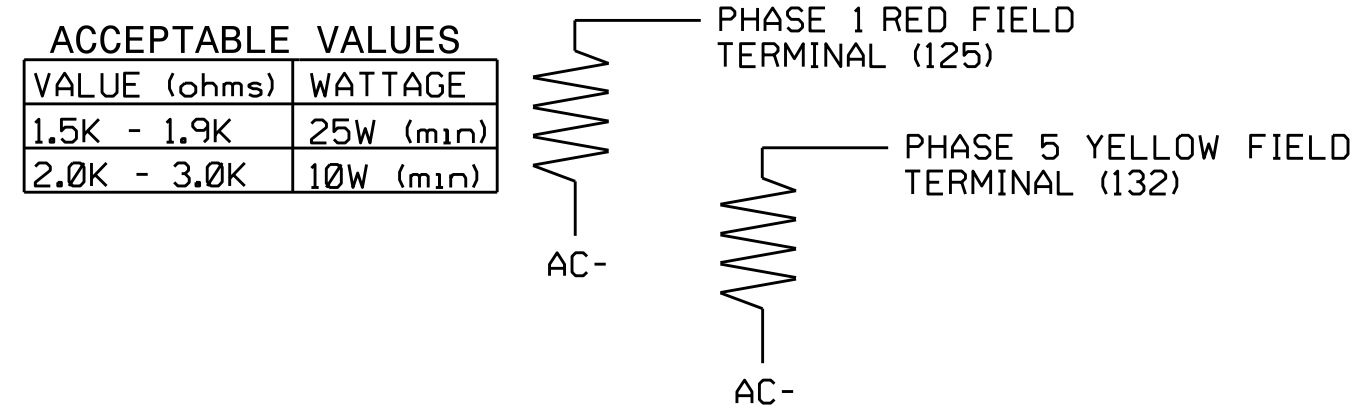 ACCEPTABLE VALUES
VALUE (ohms) WATTAGE
1.5K - 1.9K 25W (min)
2.0K - 3.0K 10W (min)
PHASE 1 RED FIELD
TERMINAL (125)
AC-
PHASE 5 YELLOW FIELD
TERMINAL (132)
AC-